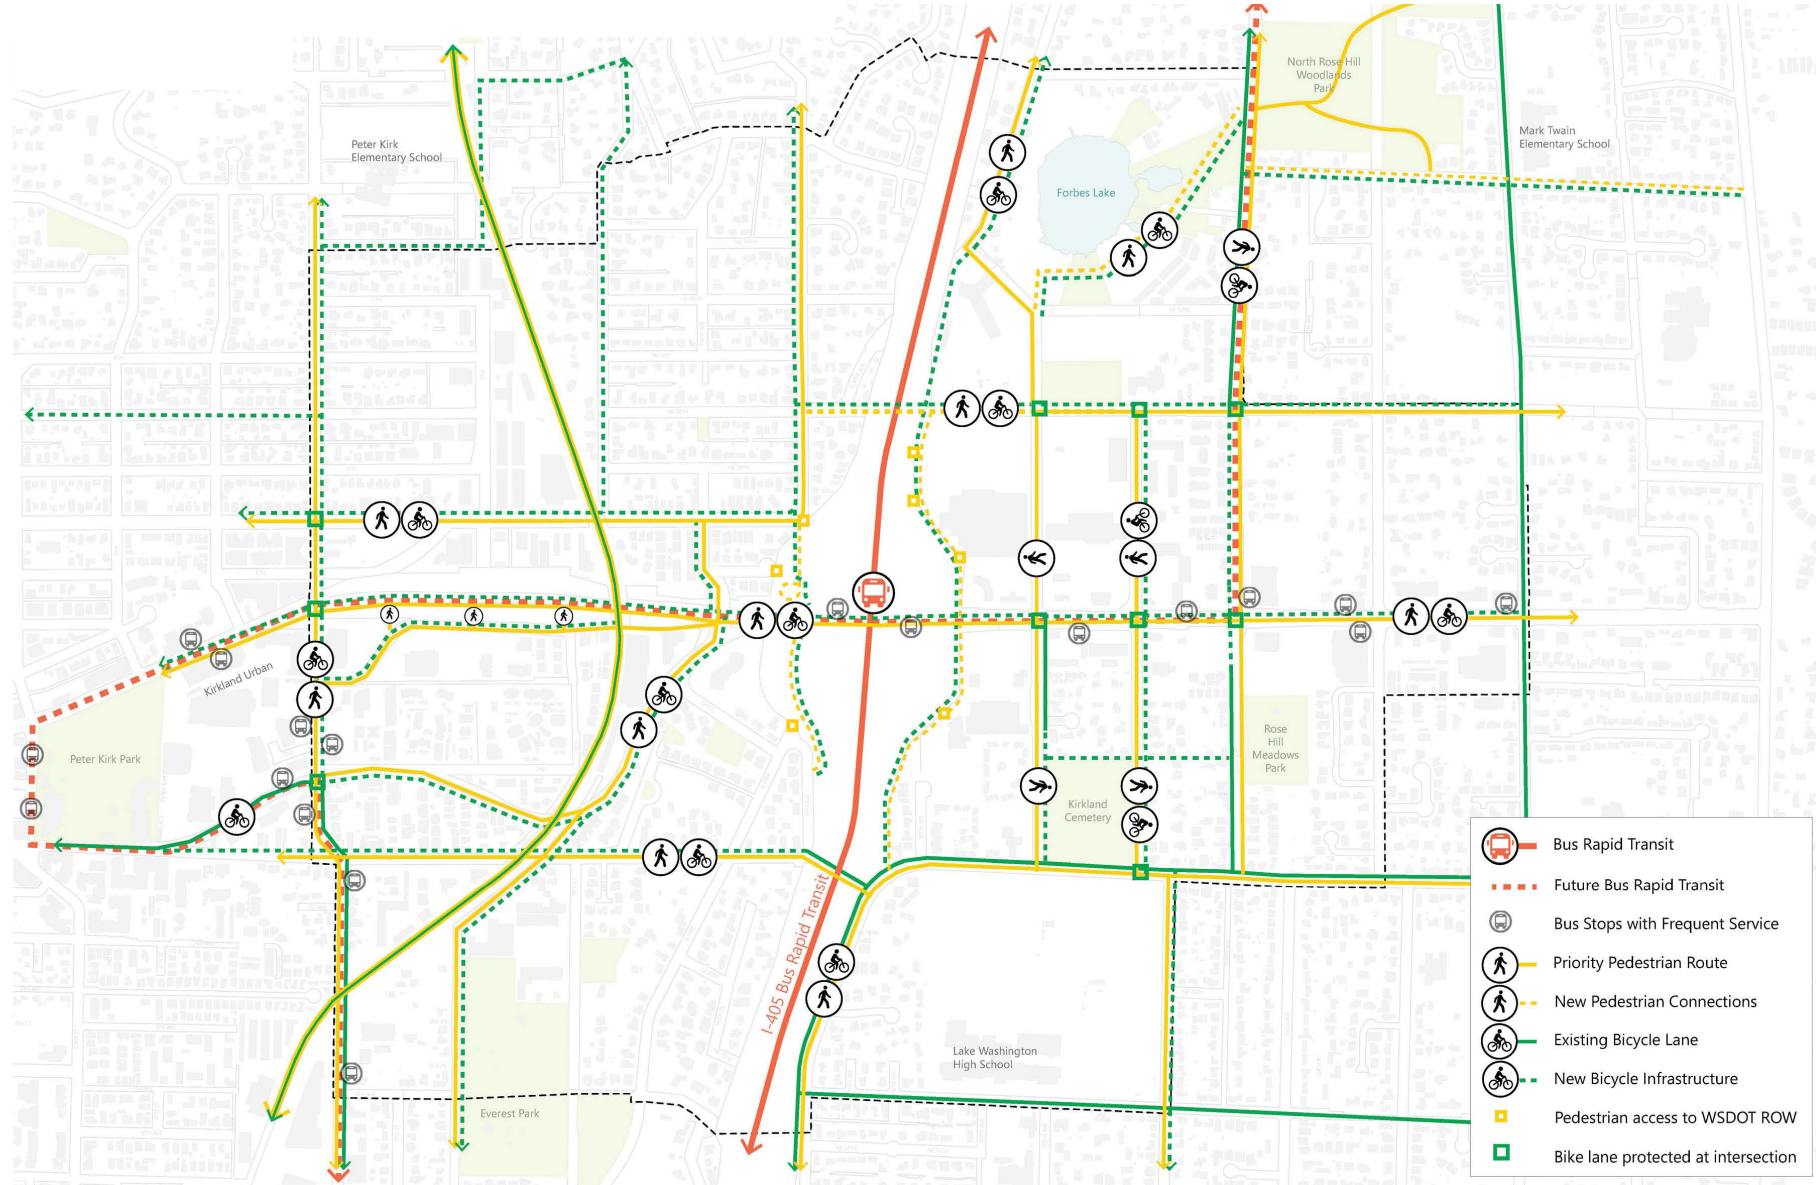 North Rose Hill
Woodlands
Park
Peter Kirk
Elementary School
Mark Twain
Elementary School
Forbes Lake
Kirkland Urban
Peter Kirk Park
Rose
Hill
Meadows
Park
Kirkland
Cemetery
I-405 Bus Rapid Transit
Lake Washington
High School
Everest Park
Bus Rapid Transit
Future Bus Rapid Transit
Bus Stops with Frequent Service
Priority Pedestrian Route
New Pedestrian Connections
Existing Bicycle Lane
New Bicycle Infrastructure
Pedestrian access to WSDOT ROW
Bike lane protected at intersection